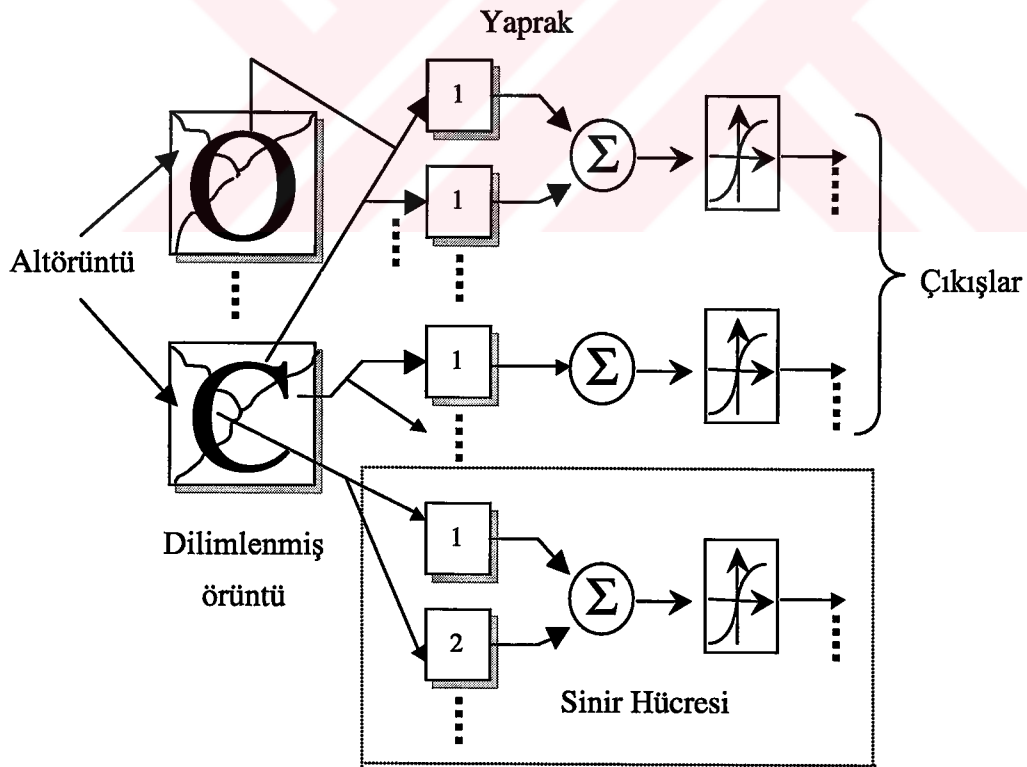 Yaprak
1
O
Σ
1
Altörüntü
Çıkışlar
1
Σ
C
Dilimlenmiş
örüntü
1
Σ
2
Sinir Hücresi